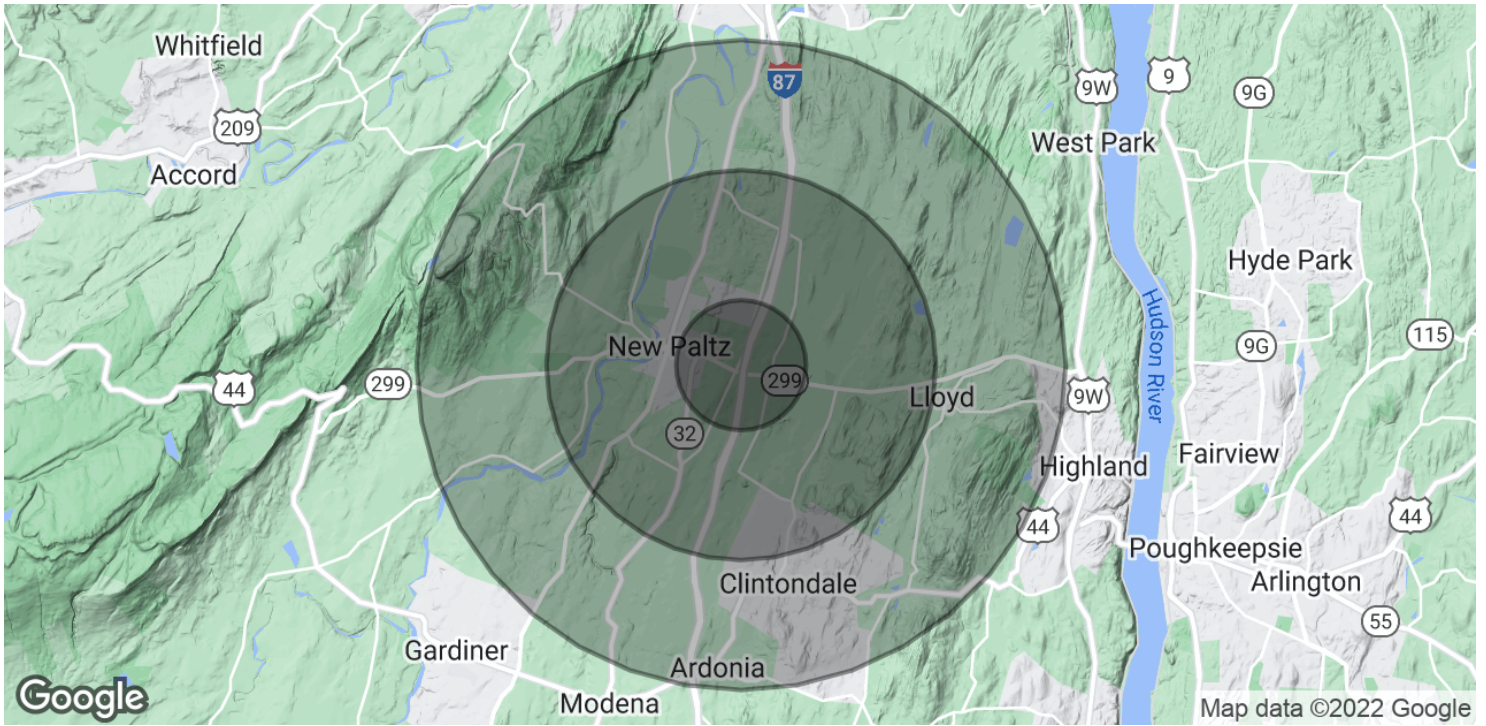 Whitfield
87
9W
9
9G
209
West Park
Accord
Hyde Park
Hudson River
115
New Paltz
9G
299
44
299
Lloyd
9W
32
Fairview
Highland
44
44
Poughkeepsie
Clintondale
Arlington
55
Gardiner
Ardonia
Modena
Google
Map data ©2022 Google